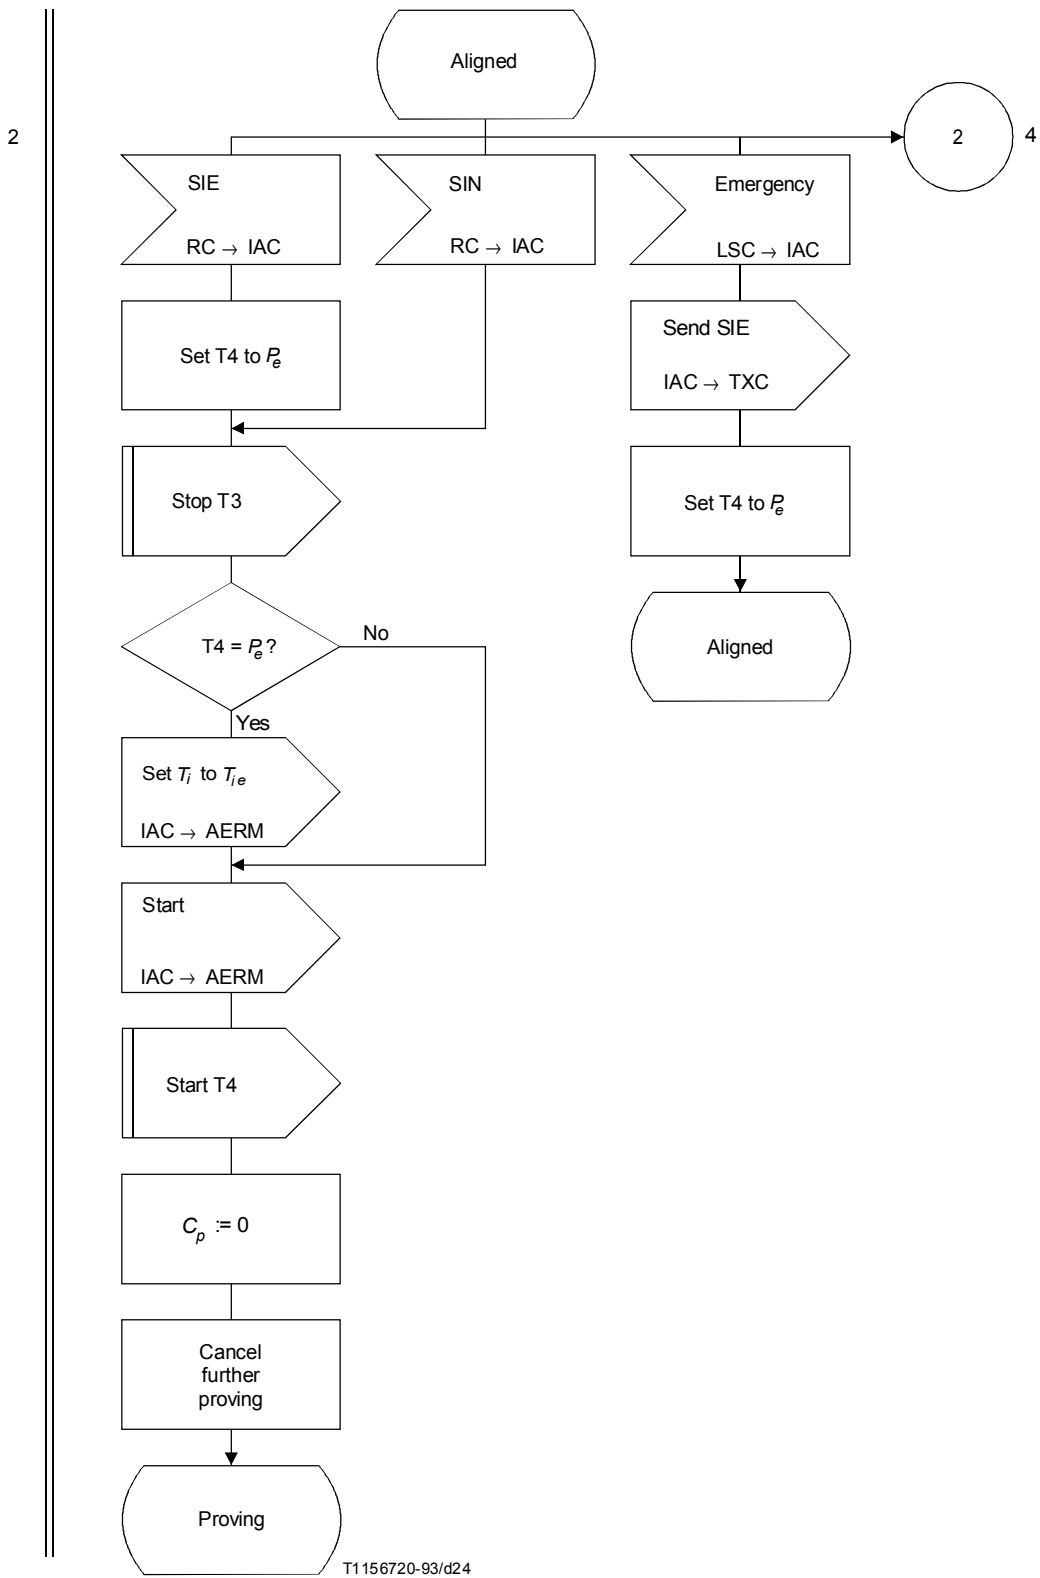 Aligned
2
2
4
SIE
RC → IAC
SIN
RC → IAC
Emergency
LSC → IAC
Set T4 to Pe
Send SIE
IAC → TXC
Stop T3
Set T4 to Pe
T4 = Pe?
No
Yes
Aligned
Set Ti to Tie
IAC → AERM
Start
IAC → AERM
Start T4
Cp := 0
Cancel
further
proving
Proving
T1156720-93/d24